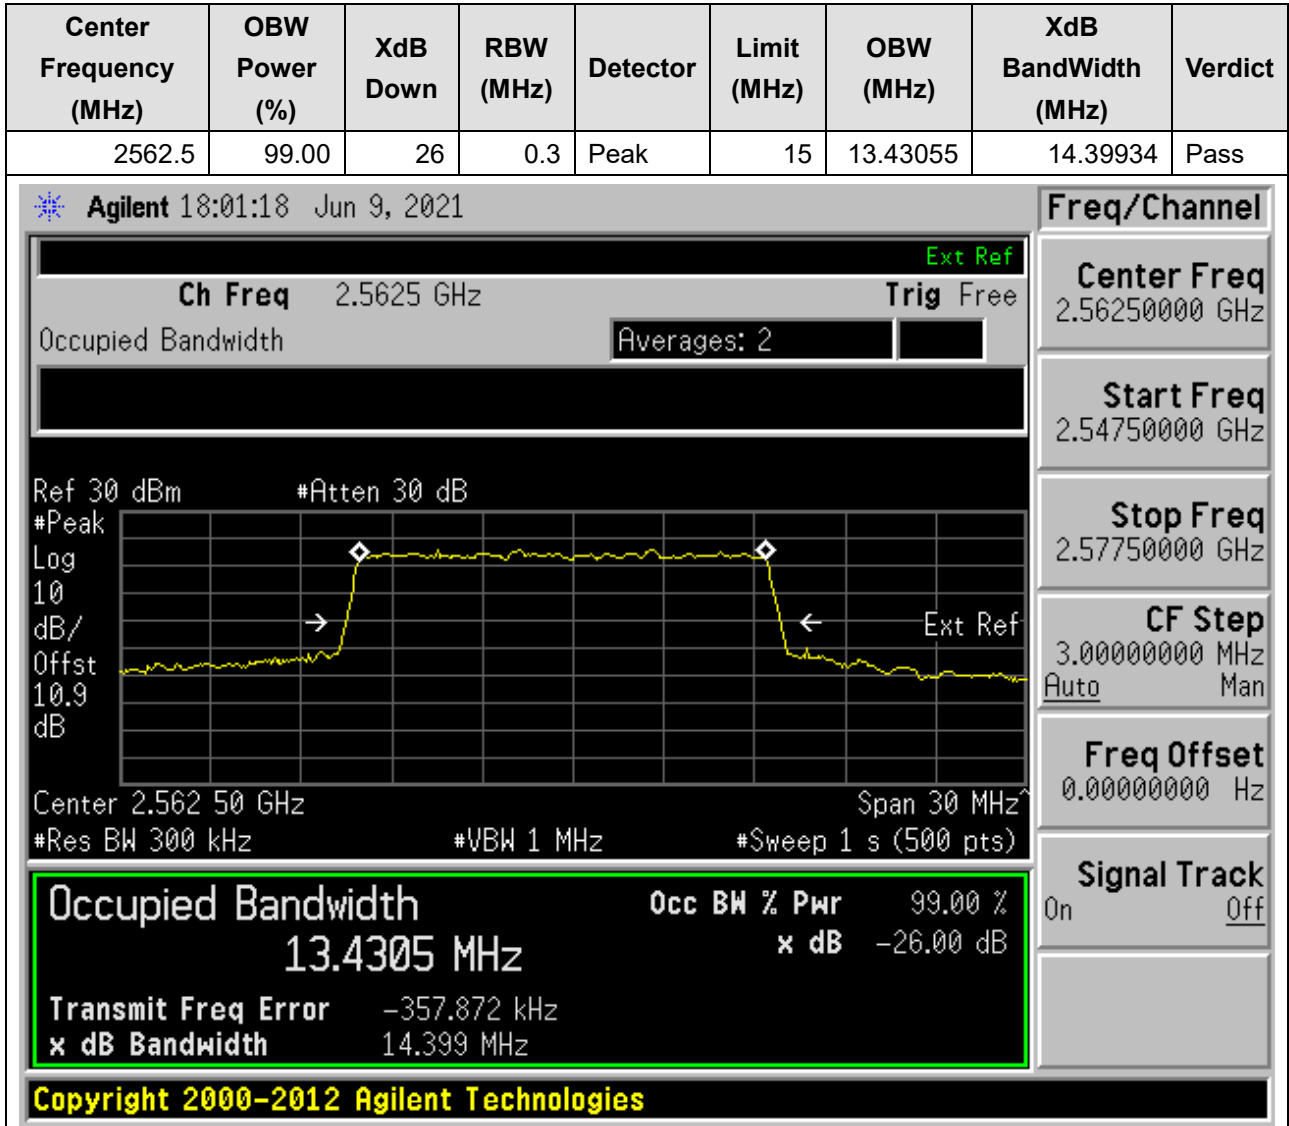 Center Frequency (MHz) OBW Power (%) XdB Down RBW (MHz) Detector Limit (MHz) OBW (MHz) XdB BandWidth (MHz) Verdict
2562.5 99.00 26 0.3 Peak 15 13.43055 14.39934 Pass
Agilent 18:01:18 Jun 9, 2021
Freq/Channel
Ext Ref
Ch Freq 2.5625 GHz Trig Free
Occupied Bandwidth Averages: 2
Ref 30 dBm #Atten 30 dB
#Peak
Log
10
dB/
Offst
10.9
dB
Ext Ref
Center 2.562 50 GHz Span 30 MHz^
#Res BW 300 kHz #VBW 1 MHz #Sweep 1 s (500 pts)
Occupied Bandwidth
13.4305 MHz
Occ BW % Pwr 99.00 %
x dB -26.00 dB
Transmit Freq Error -357.872 kHz
x dB Bandwidth 14.399 MHz
Center Freq
2.56250000 GHz
Start Freq
2.54750000 GHz
Stop Freq
2.57750000 GHz
CF Step
3.00000000 MHz
Auto Man
Freq Offset
0.00000000 Hz
Signal Track
On Off
Copyright 2000-2012 Agilent Technologies